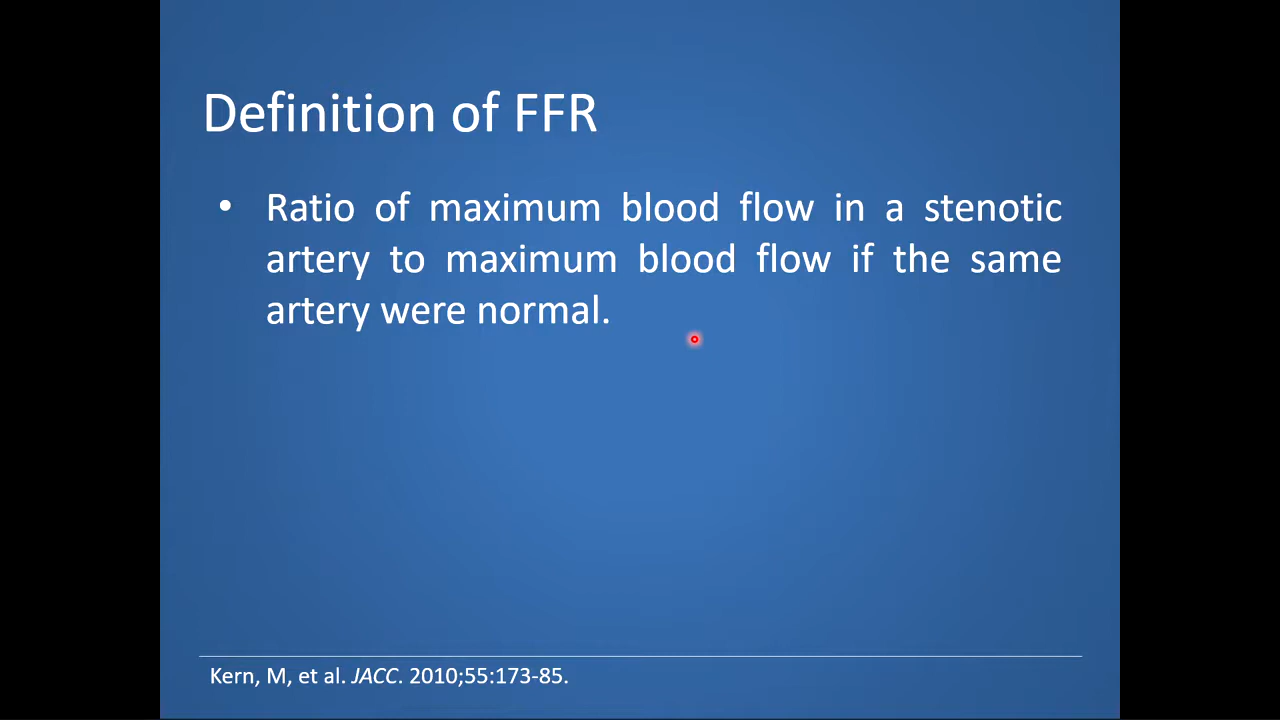 Definition of FFR
• Ratio of maximum blood flow in a stenotic
artery to maximum blood flow if the same
artery were normal.
Kern, M, et al. JACC. 2010;55:173-85.